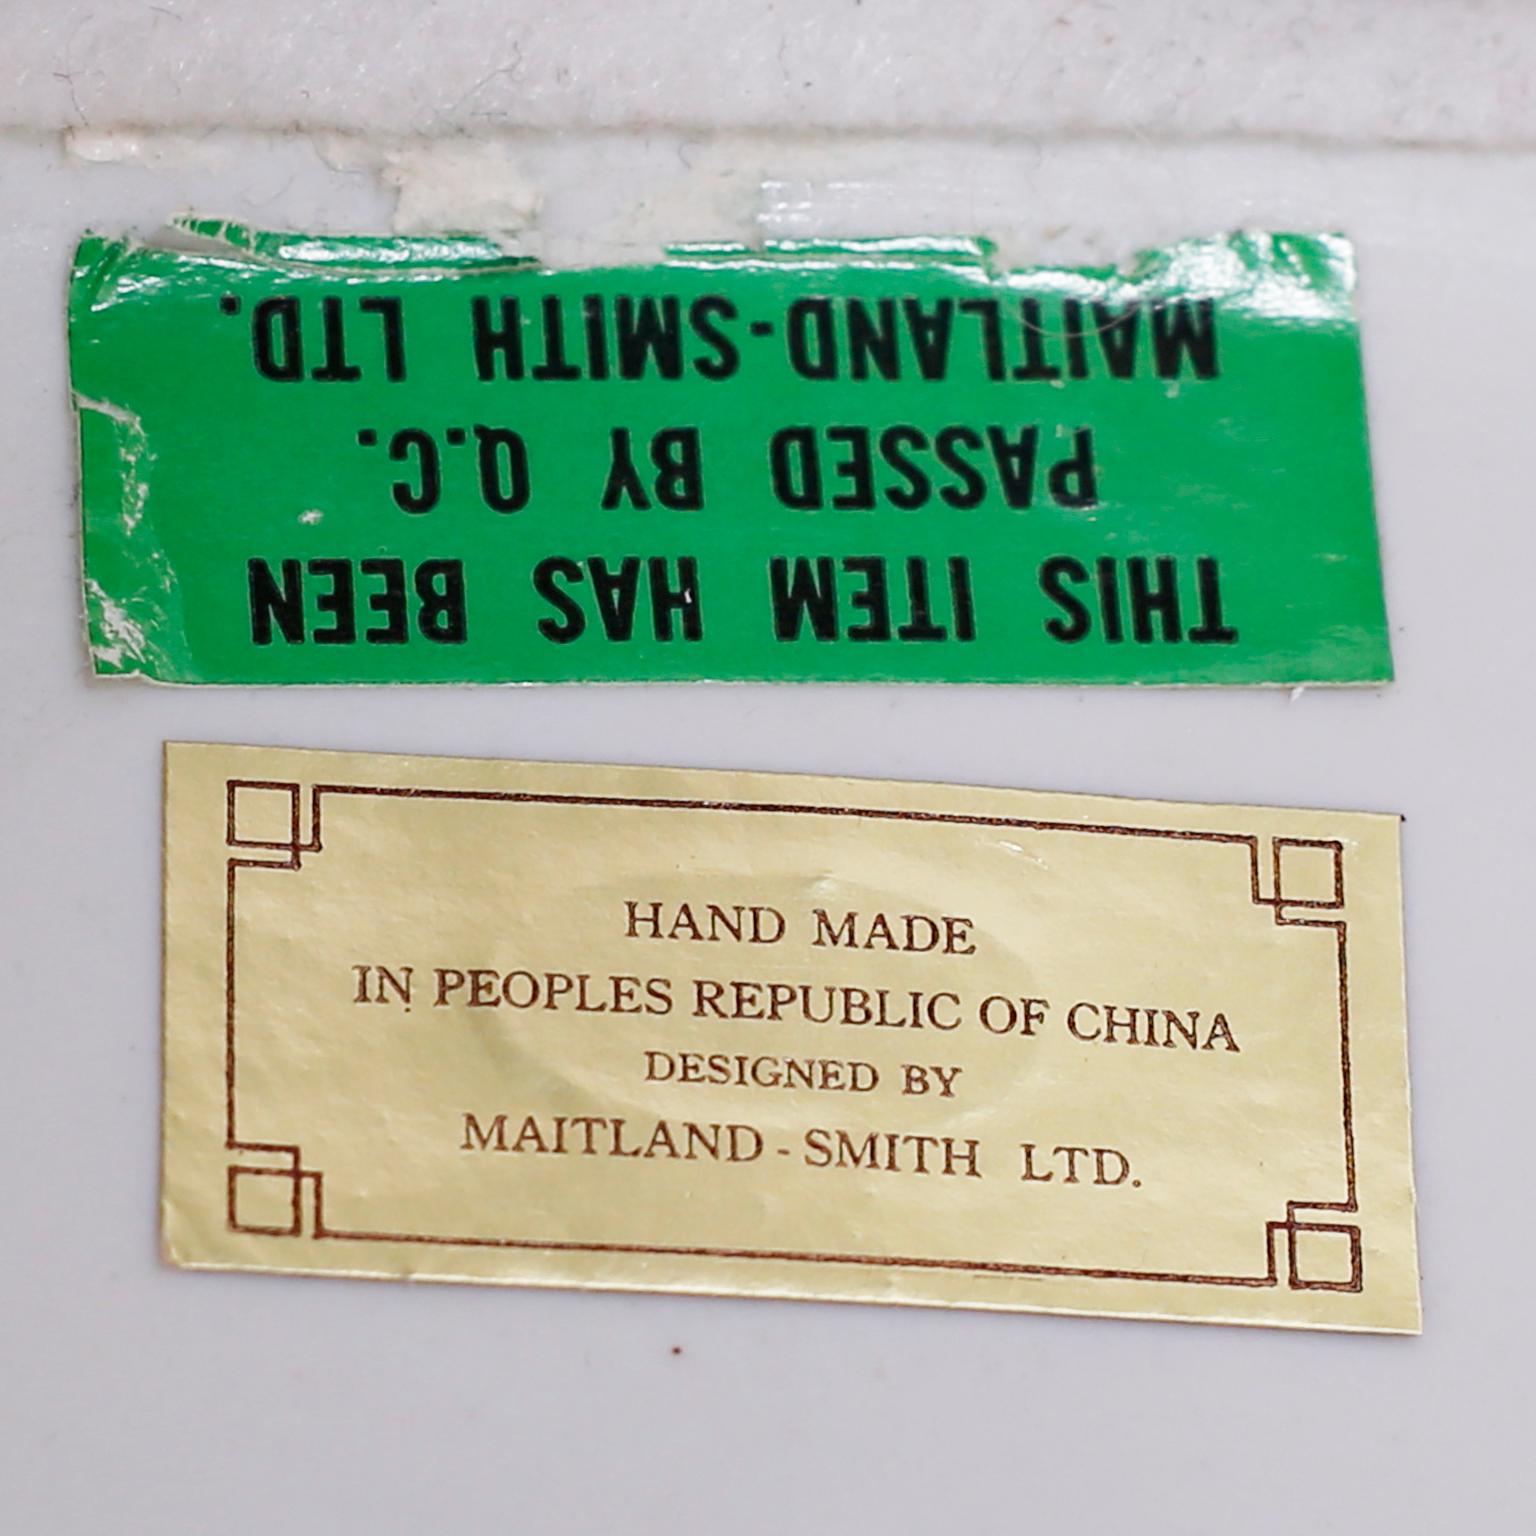 THIS ITEM HAS BEEN
PASSED BY Q.C.
MAITLAND-SMITH LTD.
HAND MADE
IN PEOPLES REPUBLIC OF CHINA
DESIGNED BY
MAITLAND-SMITH LTD.